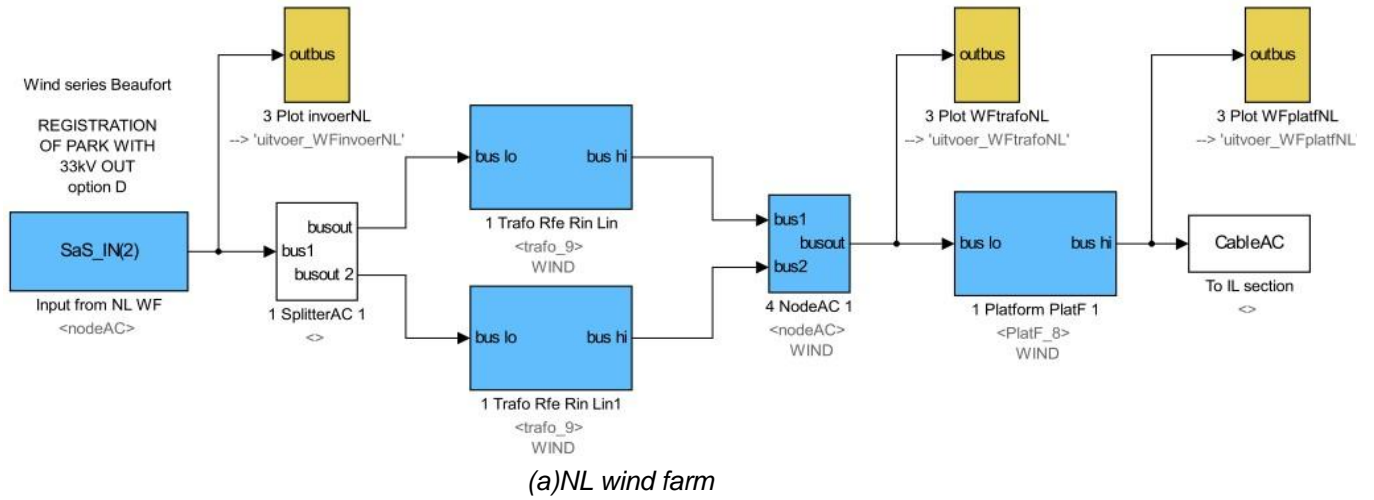 Wind series Beaufort
REGISTRATION
OF PARK WITH
33kV OUT
option D
SaS_IN(2)
Input from NL WF
<nodeAC>
outbus
3 Plot invoerNL
--> 'uitvoer_WFinvoerNL'
busout
bus1
busout 2
1 SplitterAC 1
<>
bus lo bus hi
1 Trafo Rfe Rin Lin
<trafo_9>
WIND
bus lo bus hi
1 Trafo Rfe Rin Lin1
<trafo_9>
WIND
bus1
busout
bus2
4 NodeAC 1
<nodeAC>
WIND
outbus
3 Plot WFtrafoNL
--> 'uitvoer_WFtrafoNL'
bus lo bus hi
1 Platform PlatF 1
<PlatF_8>
WIND
outbus
3 Plot WFplatfNL
--> 'uitvoer_WFplatfNL'
CableAC
To IL section
<>
(a)NL wind farm